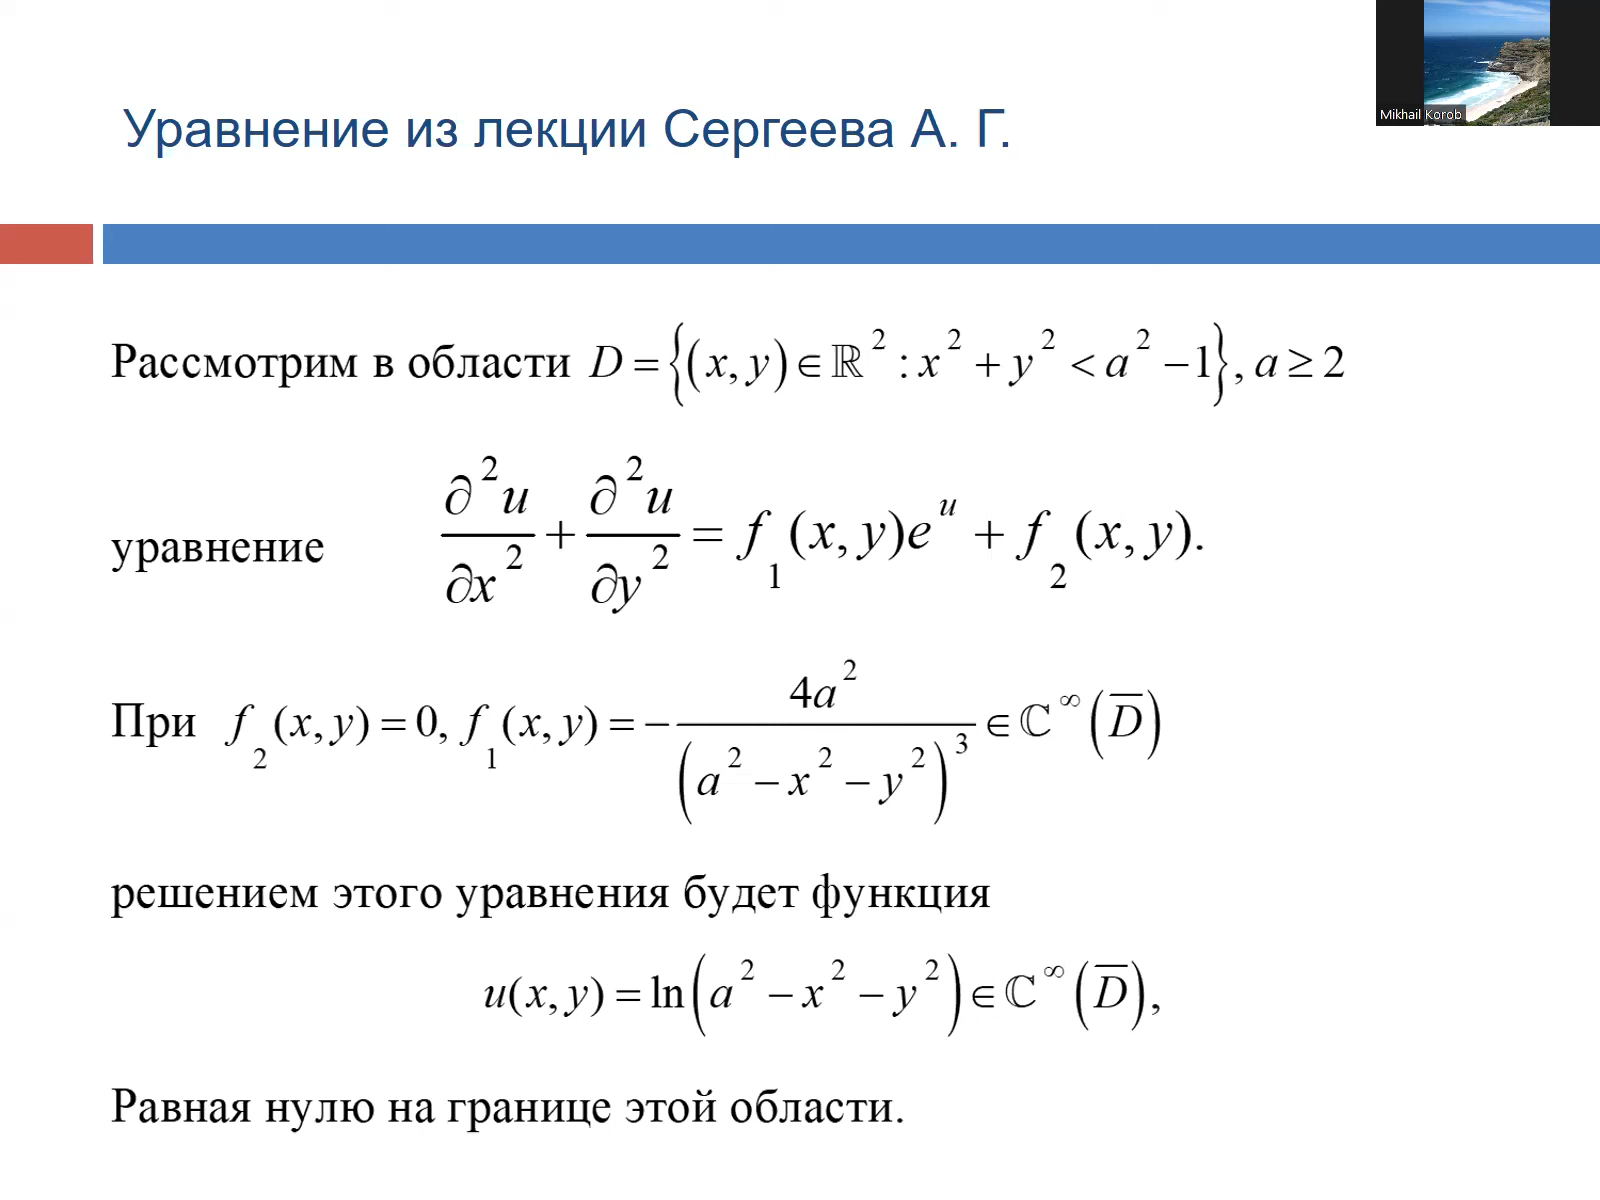 Mikhail Korob
Уравнение из лекции Сергеева А. Г.
Рассмотрим в области D = {(x, y) ∈ ℝ² : x² + y² < a² − 1}, a ≥ 2
уравнение ∂²u/∂x² + ∂²u/∂y² = f₁(x, y)eᵘ + f₂(x, y).
При f₂(x, y) = 0, f₁(x, y) = − 4a²/(a² − x² − y²)³ ∈ ℂ^∞(D̅)
решением этого уравнения будет функция
u(x, y) = ln(a² − x² − y²) ∈ ℂ^∞(D̅),
Равная нулю на границе этой области.